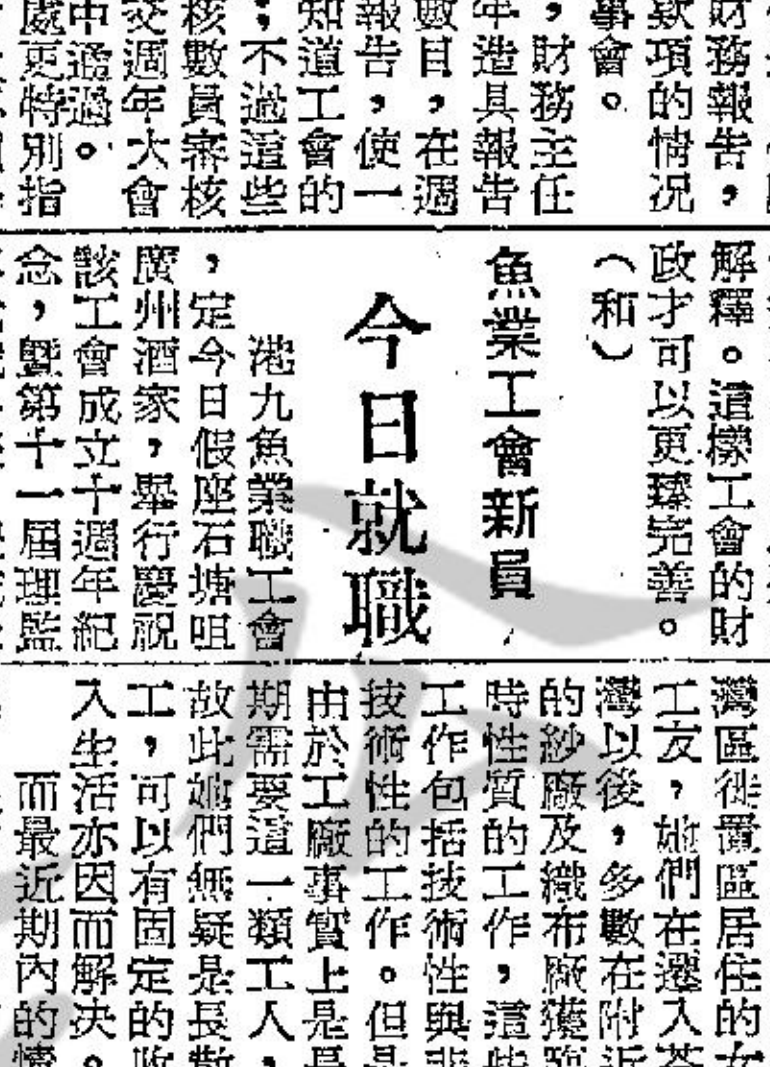 財務報告,
款項的情况
事會。
,財務主任
年造具報告
數目,在週
報告,使一
知道工會的
;不過這些
核數員審核
交週年大會
中通過。
處更特別指
解釋。這樣工會的財
政才可以更臻完善。
(和)
魚業工會新員
今日就職
港九魚業職工會
,定今日假座石塘咀
廣州酒家,舉行慶祝
該工會成立十週年紀
念,暨第十一屆理監
灣區徙置區居住的女
工友,她們在遷入荃
灣以後,多數在附近
的紗廠及織布廠獲臨
時性質的工作,這些
工作包括技術性與非
技術性的工作。但是
由於工廠事實上是長
期需要這一類工人,
故此她們無疑是長散
工,可以有固定的收
入生活亦因而解决。
而最近期內的情